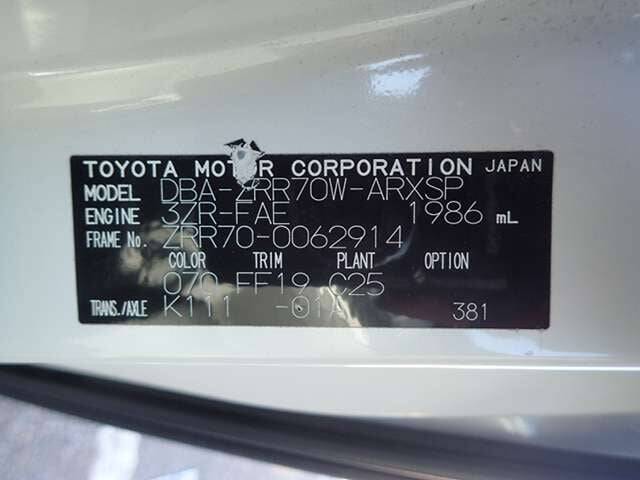 TOYOTA MOTOR CORPORATION JAPAN
MODEL DBA-ZRR70W-ARXSP
ENGINE 3ZR-FAE 1986 mL
FRAME No. ZRR70-0062914
COLOR TRIM PLANT OPTION
070 FF19 C25
TRANS./AXLE K111 -01A 381